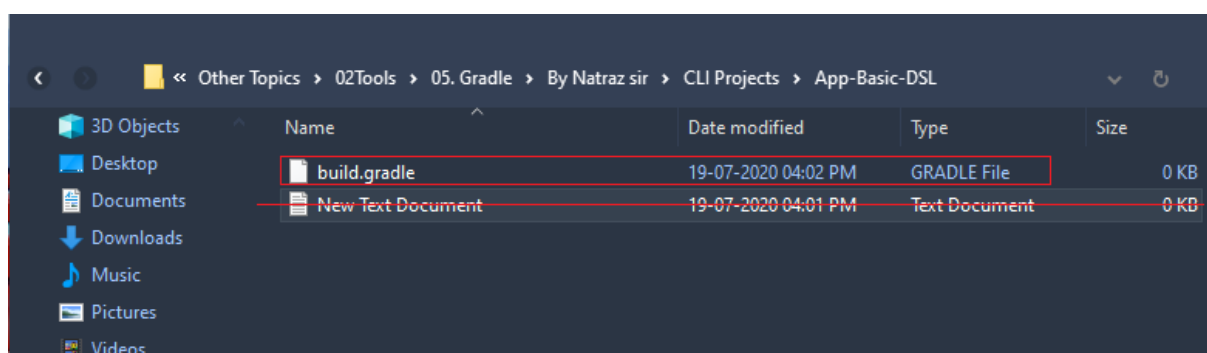 « Other Topics › 02Tools › 05. Gradle › By Natraz sir › CLI Projects › App-Basic-DSL
3D Objects Name Date modified Type Size
Desktop build.gradle 19-07-2020 04:02 PM GRADLE File 0 KB
Documents New Text Document 19-07-2020 04:01 PM Text Document 0 KB
Downloads
Music
Pictures
Videos